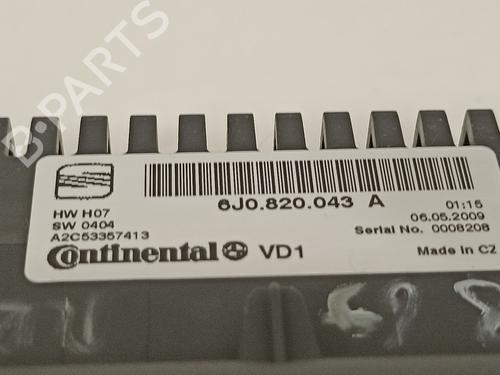 B-PARTS
6J0.820.043 A
HW H07
SW 0404
A2C53357413
01:15
06.05.2009
Serial No. 0008208
Continental VD1
Made in CZ